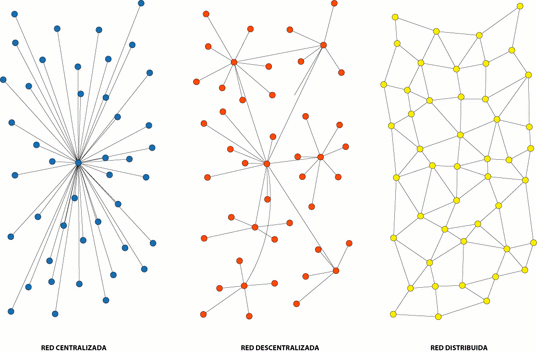 RED CENTRALIZADA
RED DESCENTRALIZADA
RED DISTRIBUIDA